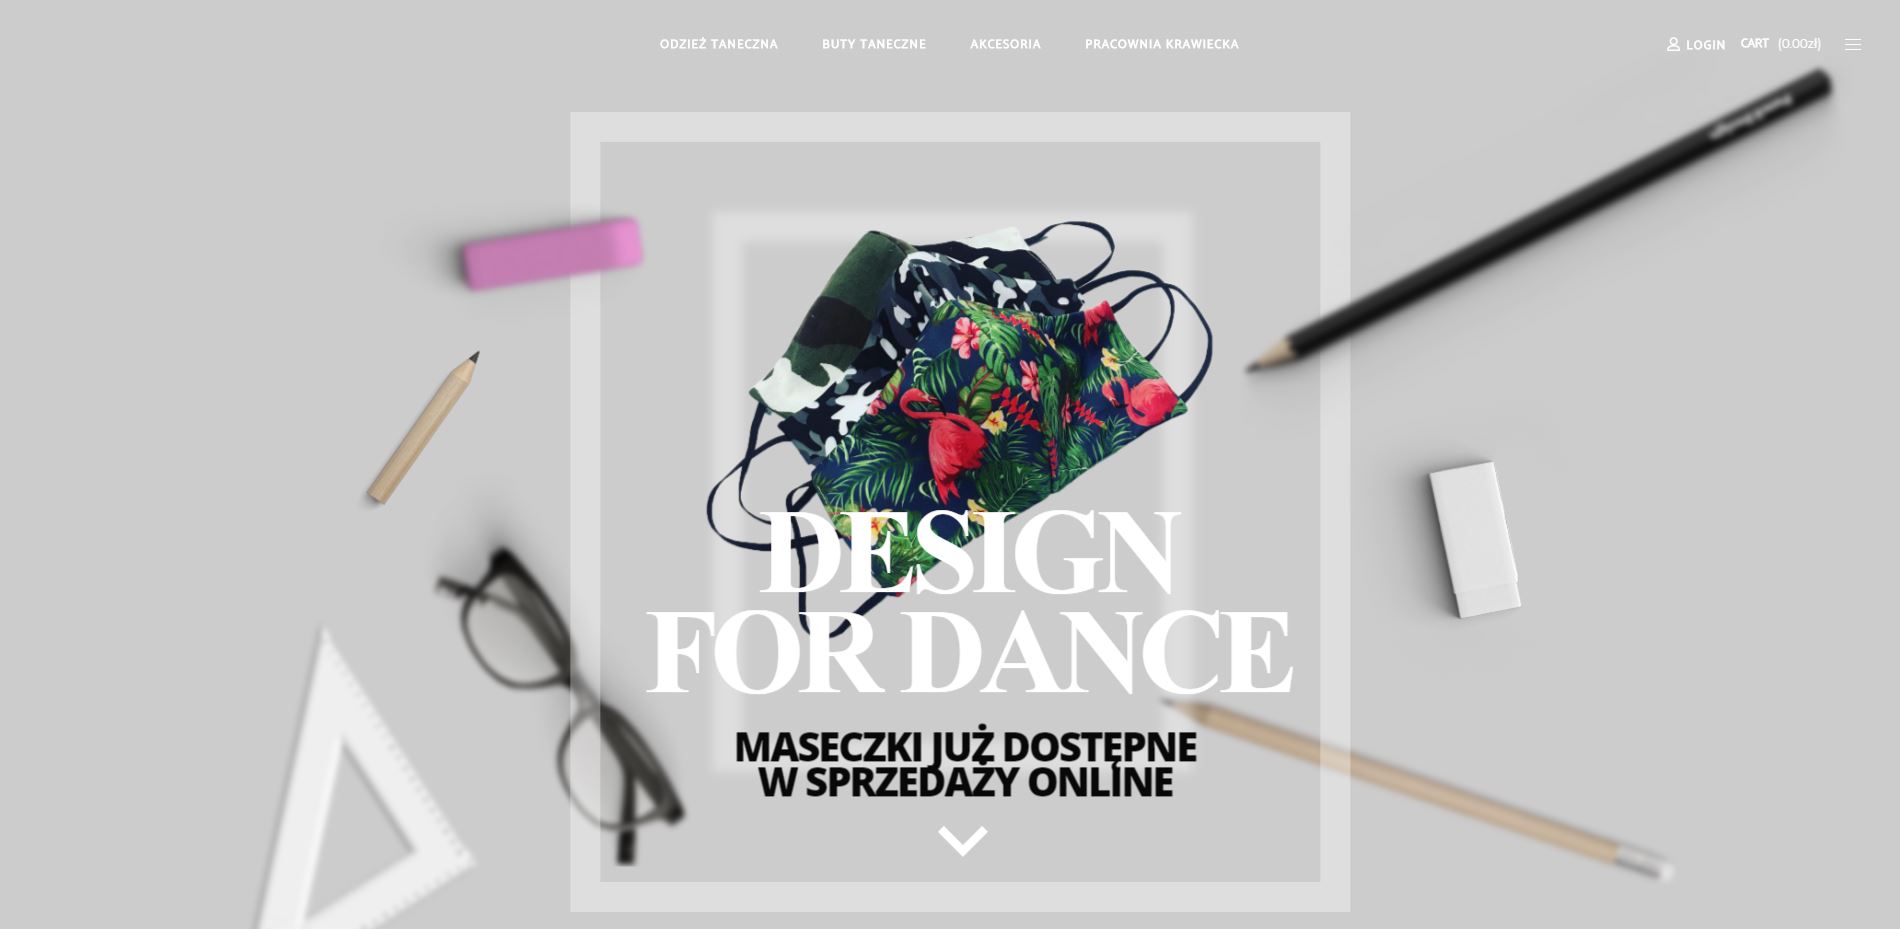 ODZIEŻ TANECZNA BUTY TANECZNE AKCESORIA PRACOWNIA KRAWIECKA LOGIN CART (0.00zł)
DESIGN
FOR DANCE
MASECZKI JUŻ DOSTĘPNE
W SPRZEDAŻY ONLINE